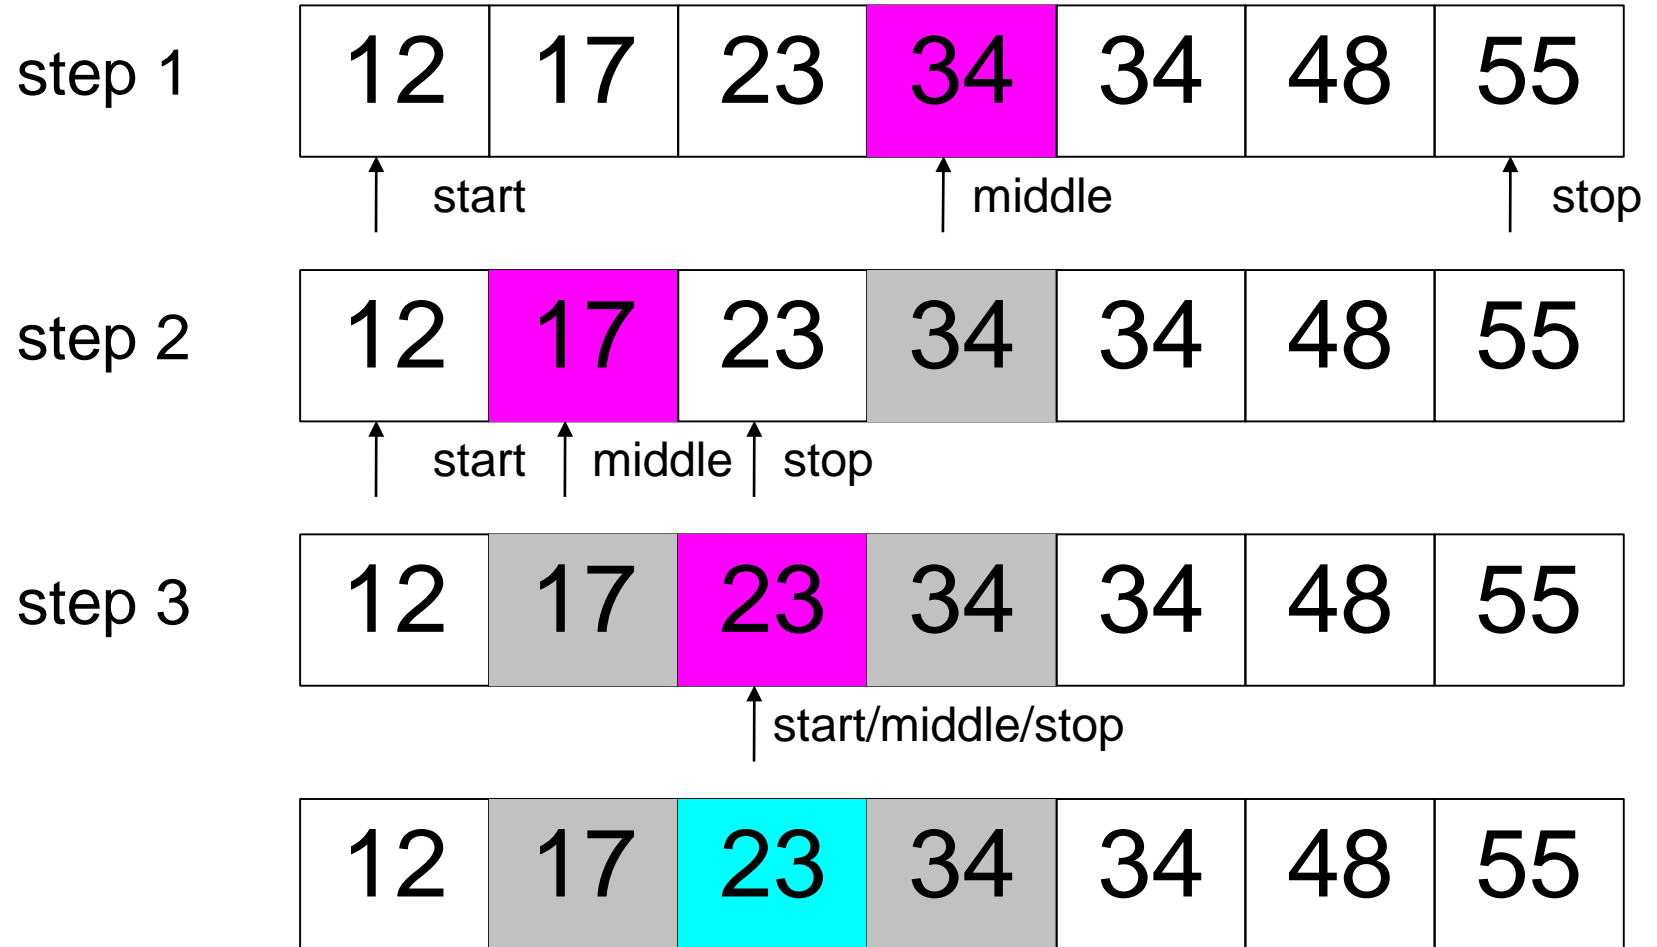 step 1 12 17 23 34 34 48 55
start middle stop
step 2 12 17 23 34 34 48 55
start middle stop
step 3 12 17 23 34 34 48 55
start/middle/stop
12 17 23 34 34 48 55